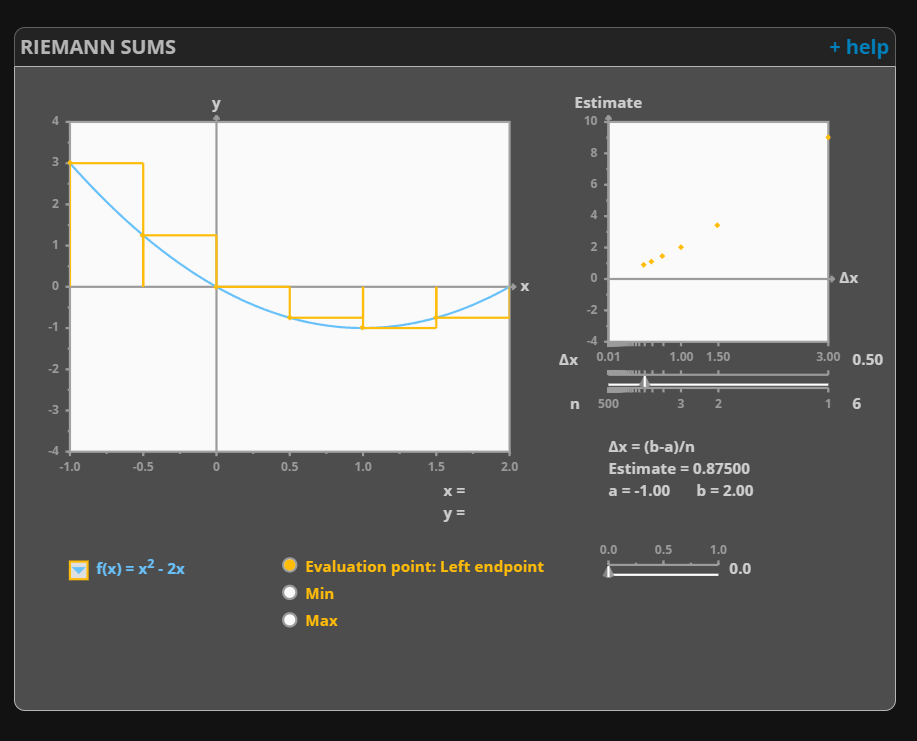 RIEMANN SUMS
+ help
y
4
3
2
1
0
-1
-2
-3
-4
-1.0 -0.5 0 0.5 1.0 1.5 2.0
x
x =
y =
Estimate
10
8
6
4
2
0
-2
-4
Δx
Δx 0.01 1.00 1.50 3.00 0.50
n 500 3 2 1 6
Δx = (b-a)/n
Estimate = 0.87500
a = -1.00 b = 2.00
f(x) = x² - 2x
Evaluation point: Left endpoint
Min
Max
0.0 0.5 1.0
0.0